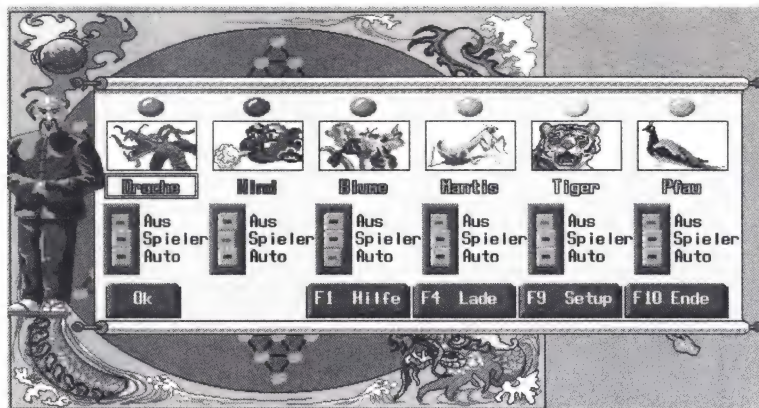 Drache Wind Blume Mantis Tiger Pfau
Aus Aus Aus Aus Aus Aus
Spieler Spieler Spieler Spieler Spieler Spieler
Auto Auto Auto Auto Auto Auto
Ok F1 Hilfe F4 Lade F9 Setup F10 Ende